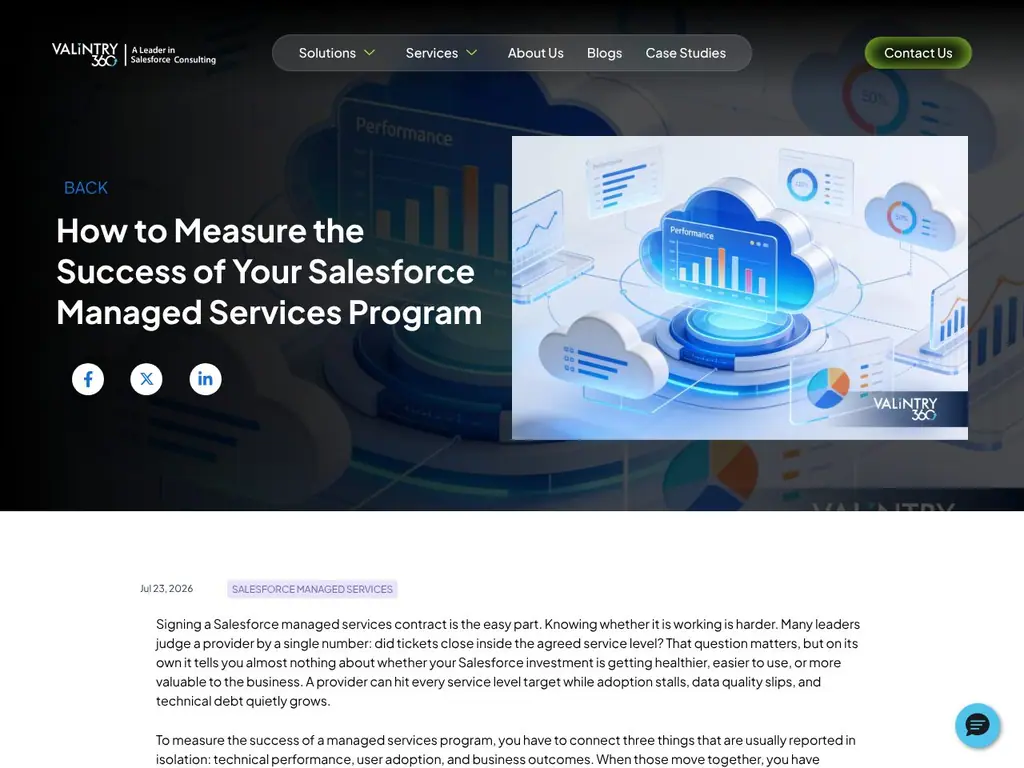 VALiNTRY
360
A Leader in
Salesforce Consulting
Solutions
Services
About Us
Blogs
Case Studies
Contact Us
BACK
How to Measure the
Success of Your Salesforce
Managed Services Program
Performance
50%
Performance
VALiNTRY
360
VALiNTRY
Jul 23, 2026
SALESFORCE MANAGED SERVICES
Signing a Salesforce managed services contract is the easy part. Knowing whether it is working is harder. Many leaders
judge a provider by a single number: did tickets close inside the agreed service level? That question matters, but on its
own it tells you almost nothing about whether your Salesforce investment is getting healthier, easier to use, or more
valuable to the business. A provider can hit every service level target while adoption stalls, data quality slips, and
technical debt quietly grows.
To measure the success of a managed services program, you have to connect three things that are usually reported in
isolation: technical performance, user adoption, and business outcomes. When those move together, you have